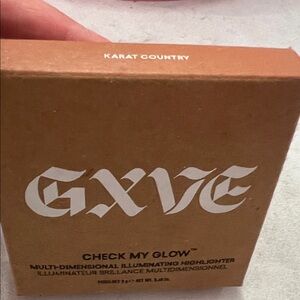 KARAT COUNTRY
GXVE
CHECK MY GLOW™
MULTI-DIMENSIONAL ILLUMINATING HIGHLIGHTER
ILLUMINATEUR BRILLANCE MULTIDIMENSIONNEL